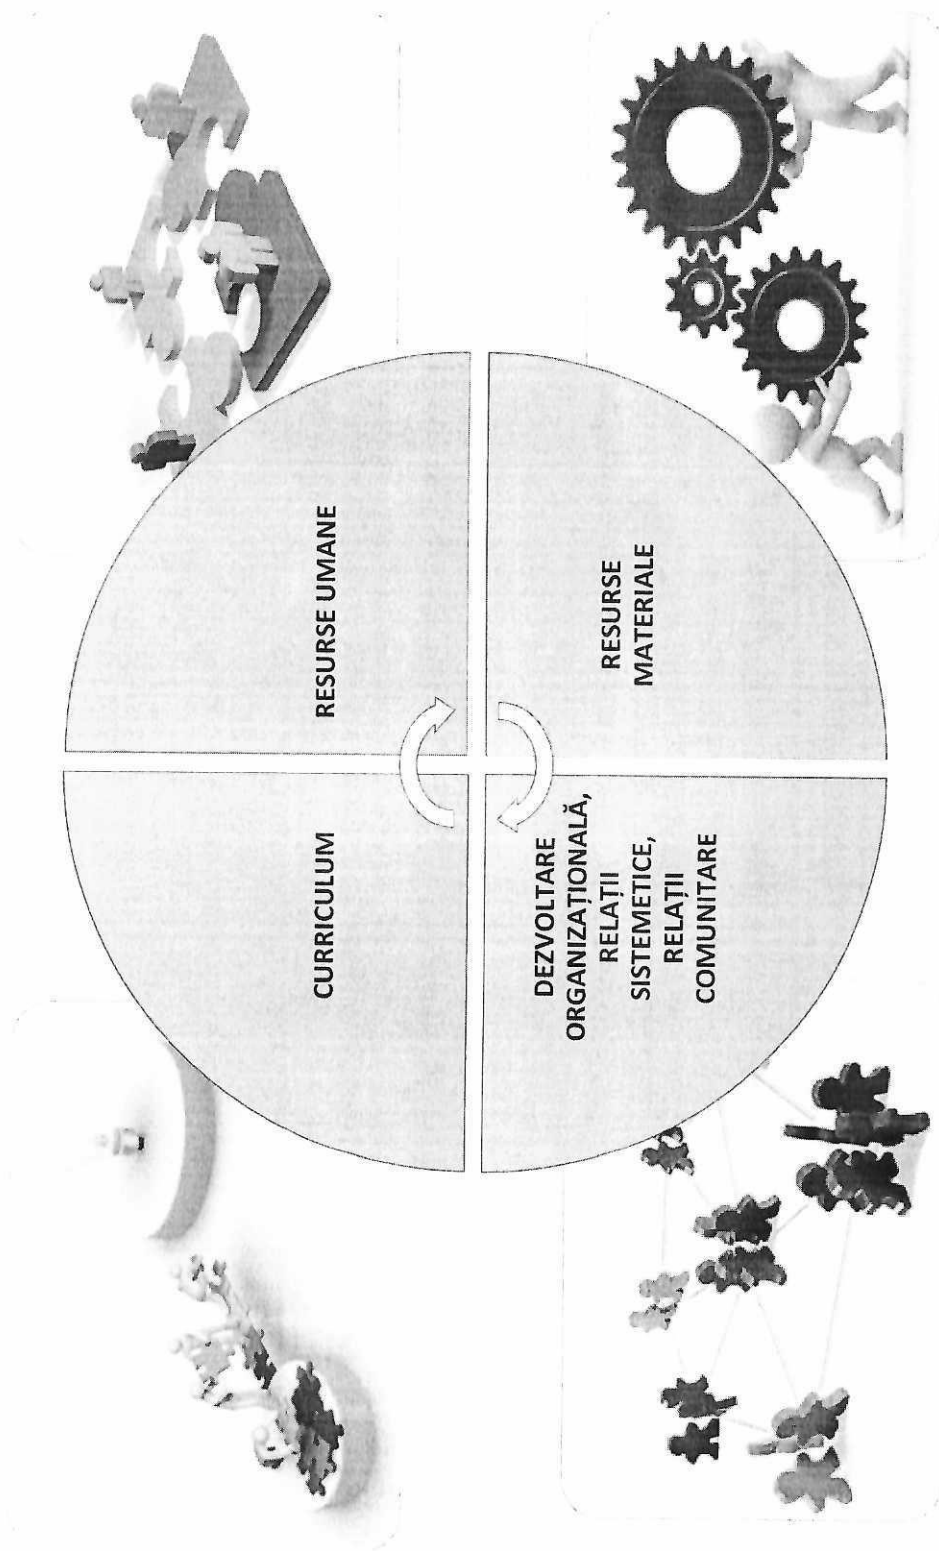 CURRICULUM
RESURSE UMANE
DEZVOLTARE
ORGANIZAȚIONALĂ,
RELAȚII
SISTEMETICE,
RELAȚII
COMUNITARE
RESURSE
MATERIALE